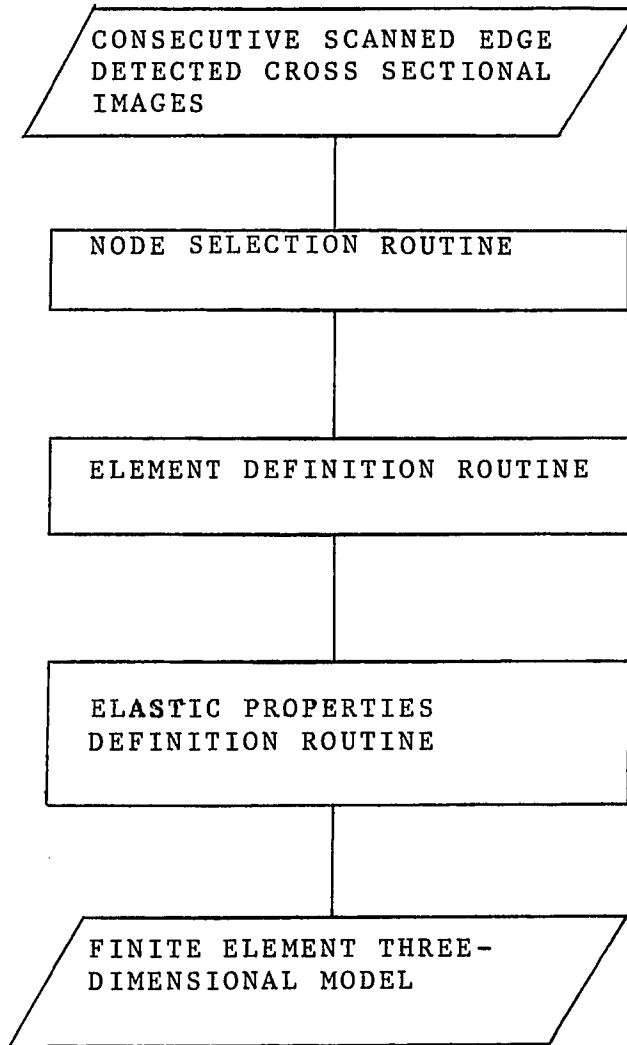 CONSECUTIVE SCANNED EDGE
DETECTED CROSS SECTIONAL
IMAGES
NODE SELECTION ROUTINE
ELEMENT DEFINITION ROUTINE
ELASTIC PROPERTIES
DEFINITION ROUTINE
FINITE ELEMENT THREE-
DIMENSIONAL MODEL